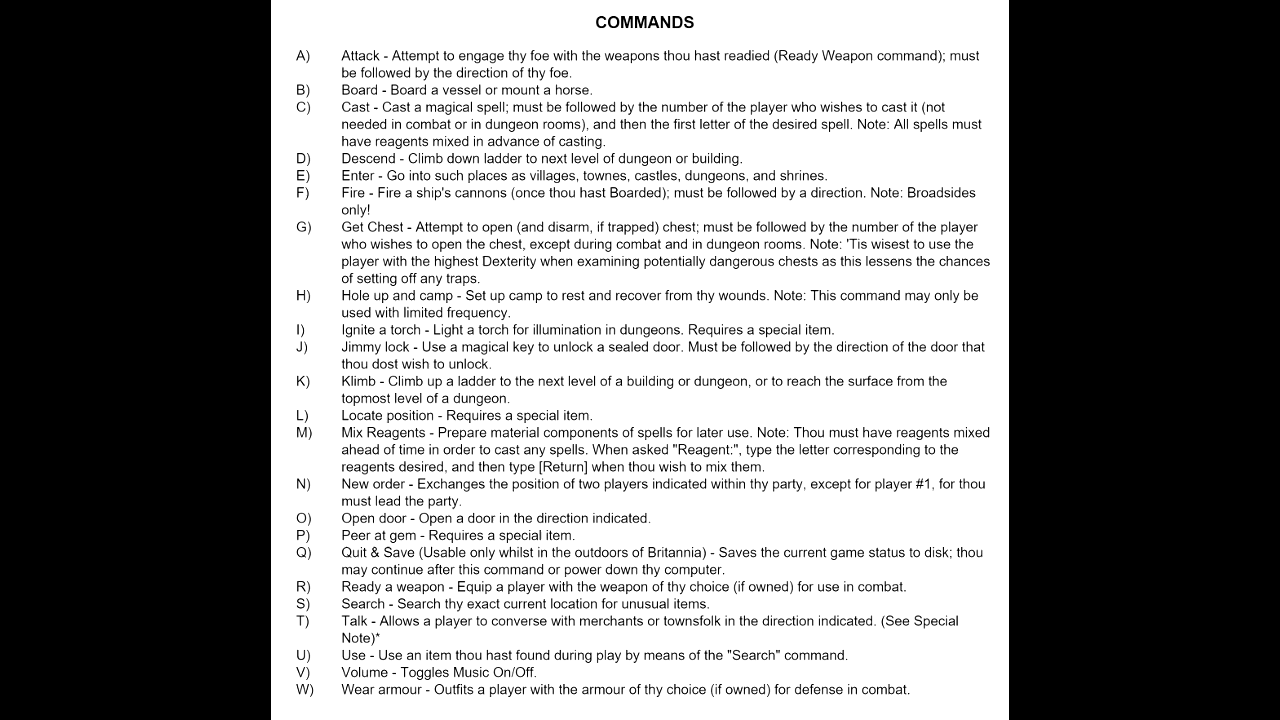 COMMANDS
A) Attack - Attempt to engage thy foe with the weapons thou hast readied (Ready Weapon command); must
be followed by the direction of thy foe.
B) Board - Board a vessel or mount a horse.
C) Cast - Cast a magical spell; must be followed by the number of the player who wishes to cast it (not
needed in combat or in dungeon rooms), and then the first letter of the desired spell. Note: All spells must
have reagents mixed in advance of casting.
D) Descend - Climb down ladder to next level of dungeon or building.
E) Enter - Go into such places as villages, townes, castles, dungeons, and shrines.
F) Fire - Fire a ship's cannons (once thou hast Boarded); must be followed by a direction. Note: Broadsides
only!
G) Get Chest - Attempt to open (and disarm, if trapped) chest; must be followed by the number of the player
who wishes to open the chest, except during combat and in dungeon rooms. Note: 'Tis wisest to use the
player with the highest Dexterity when examining potentially dangerous chests as this lessens the chances
of setting off any traps.
H) Hole up and camp - Set up camp to rest and recover from thy wounds. Note: This command may only be
used with limited frequency.
I) Ignite a torch - Light a torch for illumination in dungeons. Requires a special item.
J) Jimmy lock - Use a magical key to unlock a sealed door. Must be followed by the direction of the door that
thou dost wish to unlock.
K) Klimb - Climb up a ladder to the next level of a building or dungeon, or to reach the surface from the
topmost level of a dungeon.
L) Locate position - Requires a special item.
M) Mix Reagents - Prepare material components of spells for later use. Note: Thou must have reagents mixed
ahead of time in order to cast any spells. When asked "Reagent:", type the letter corresponding to the
reagents desired, and then type [Return] when thou wish to mix them.
N) New order - Exchanges the position of two players indicated within thy party, except for player #1, for thou
must lead the party.
O) Open door - Open a door in the direction indicated.
P) Peer at gem - Requires a special item.
Q) Quit & Save (Usable only whilst in the outdoors of Britannia) - Saves the current game status to disk; thou
may continue after this command or power down thy computer.
R) Ready a weapon - Equip a player with the weapon of thy choice (if owned) for use in combat.
S) Search - Search thy exact current location for unusual items.
T) Talk - Allows a player to converse with merchants or townsfolk in the direction indicated. (See Special
Note)*
U) Use - Use an item thou hast found during play by means of the "Search" command.
V) Volume - Toggles Music On/Off.
W) Wear armour - Outfits a player with the armour of thy choice (if owned) for defense in combat.